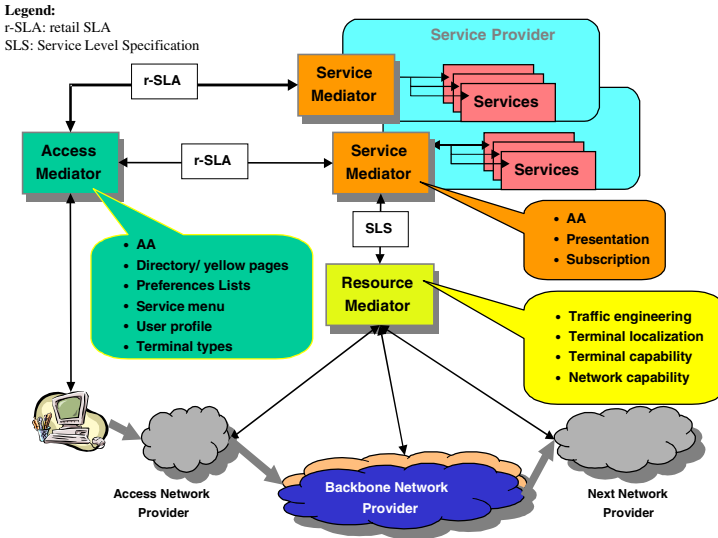 Legend:
r-SLA: retail SLA
SLS: Service Level Specification
Service Provider
r-SLA
Service
Mediator
Services
Access
Mediator
r-SLA
Service
Mediator
Services
SLS
• AA
• Presentation
• Subscription
• AA
• Directory/ yellow pages
• Preferences Lists
• Service menu
• User profile
• Terminal types
Resource
Mediator
• Traffic engineering
• Terminal localization
• Terminal capability
• Network capability
Access Network
Provider
Backbone Network
Provider
Next Network
Provider